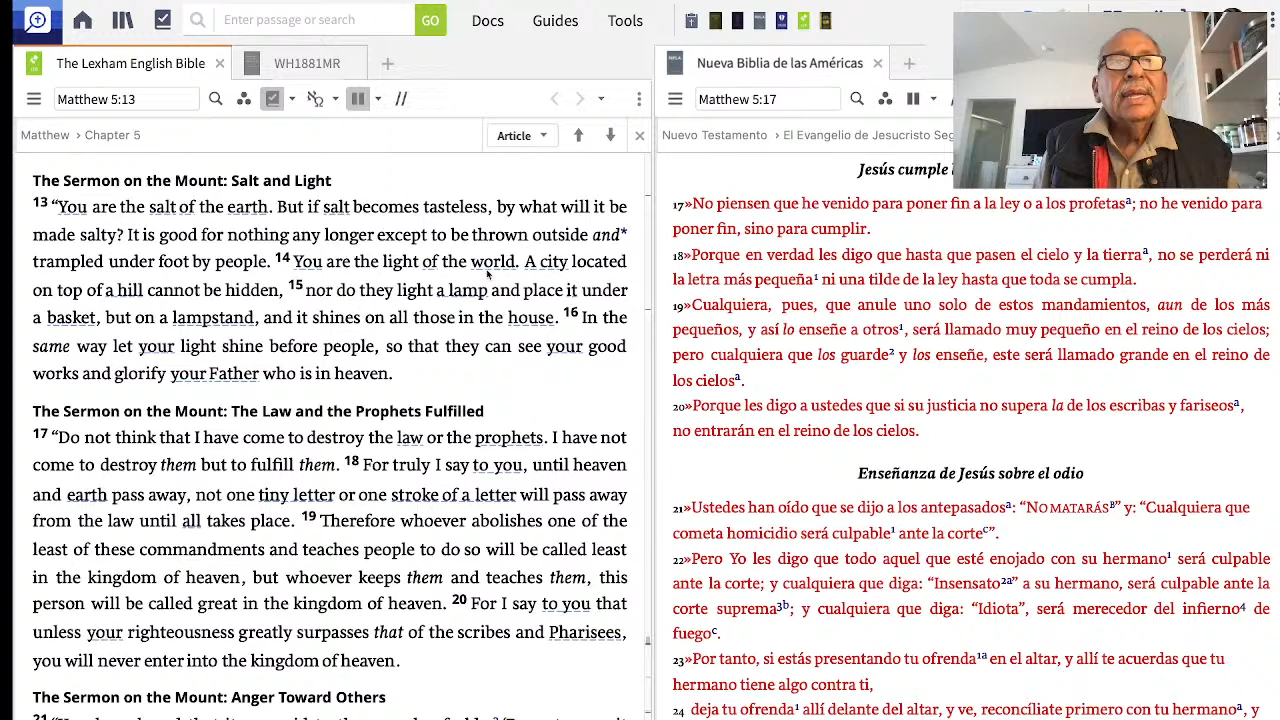 Enter passage or search
GO
Docs
Guides
Tools
The Lexham English Bible
WH1881MR
Matthew 5:13
Matthew > Chapter 5
Article
The Sermon on the Mount: Salt and Light
13 “You are the salt of the earth. But if salt becomes tasteless, by what will it be
made salty? It is good for nothing any longer except to be thrown outside and*
trampled under foot by people. 14 You are the light of the world. A city located
on top of a hill cannot be hidden, 15 nor do they light a lamp and place it under
a basket, but on a lampstand, and it shines on all those in the house. 16 In the
same way let your light shine before people, so that they can see your good
works and glorify your Father who is in heaven.
The Sermon on the Mount: The Law and the Prophets Fulfilled
17 “Do not think that I have come to destroy the law or the prophets. I have not
come to destroy them but to fulfill them. 18 For truly I say to you, until heaven
and earth pass away, not one tiny letter or one stroke of a letter will pass away
from the law until all takes place. 19 Therefore whoever abolishes one of the
least of these commandments and teaches people to do so will be called least
in the kingdom of heaven, but whoever keeps them and teaches them, this
person will be called great in the kingdom of heaven. 20 For I say to you that
unless your righteousness greatly surpasses that of the scribes and Pharisees,
you will never enter into the kingdom of heaven.
The Sermon on the Mount: Anger Toward Others
Nueva Biblia de las Américas
Matthew 5:17
Nuevo Testamento > El Evangelio de Jesucristo Seg
Jesús cumple
17»No piensen que he venido para poner fin a la ley o a los profetasa; no he venido para
poner fin, sino para cumplir.
18»Porque en verdad les digo que hasta que pasen el cielo y la tierraa, no se perderá ni
la letra más pequeña1 ni una tilde de la ley hasta que toda se cumpla.
19»Cualquiera, pues, que anule uno solo de estos mandamientos, aun de los más
pequeños, y así lo enseñe a otros1, será llamado muy pequeño en el reino de los cielos;
pero cualquiera que los guarde2 y los enseñe, este será llamado grande en el reino de
los cielosa.
20»Porque les digo a ustedes que si su justicia no supera la de los escribas y fariseosa,
no entrarán en el reino de los cielos.
Enseñanza de Jesús sobre el odio
21»Ustedes han oído que se dijo a los antepasadosa: “No matarásB” y: “Cualquiera que
cometa homicidio será culpable1 ante la cortec”.
22»Pero Yo les digo que todo aquel que esté enojado con su hermano1 será culpable
ante la corte; y cualquiera que diga: “Insensato2a” a su hermano, será culpable ante la
corte suprema3b; y cualquiera que diga: “Idiota”, será merecedor del infierno4 de
fuegoc.
23»Por tanto, si estás presentando tu ofrenda1a en el altar, y allí te acuerdas que tu
hermano tiene algo contra ti,
24 deja tu ofrenda1 allí delante del altar, y ve, reconcíliate primero con tu hermanoa, y